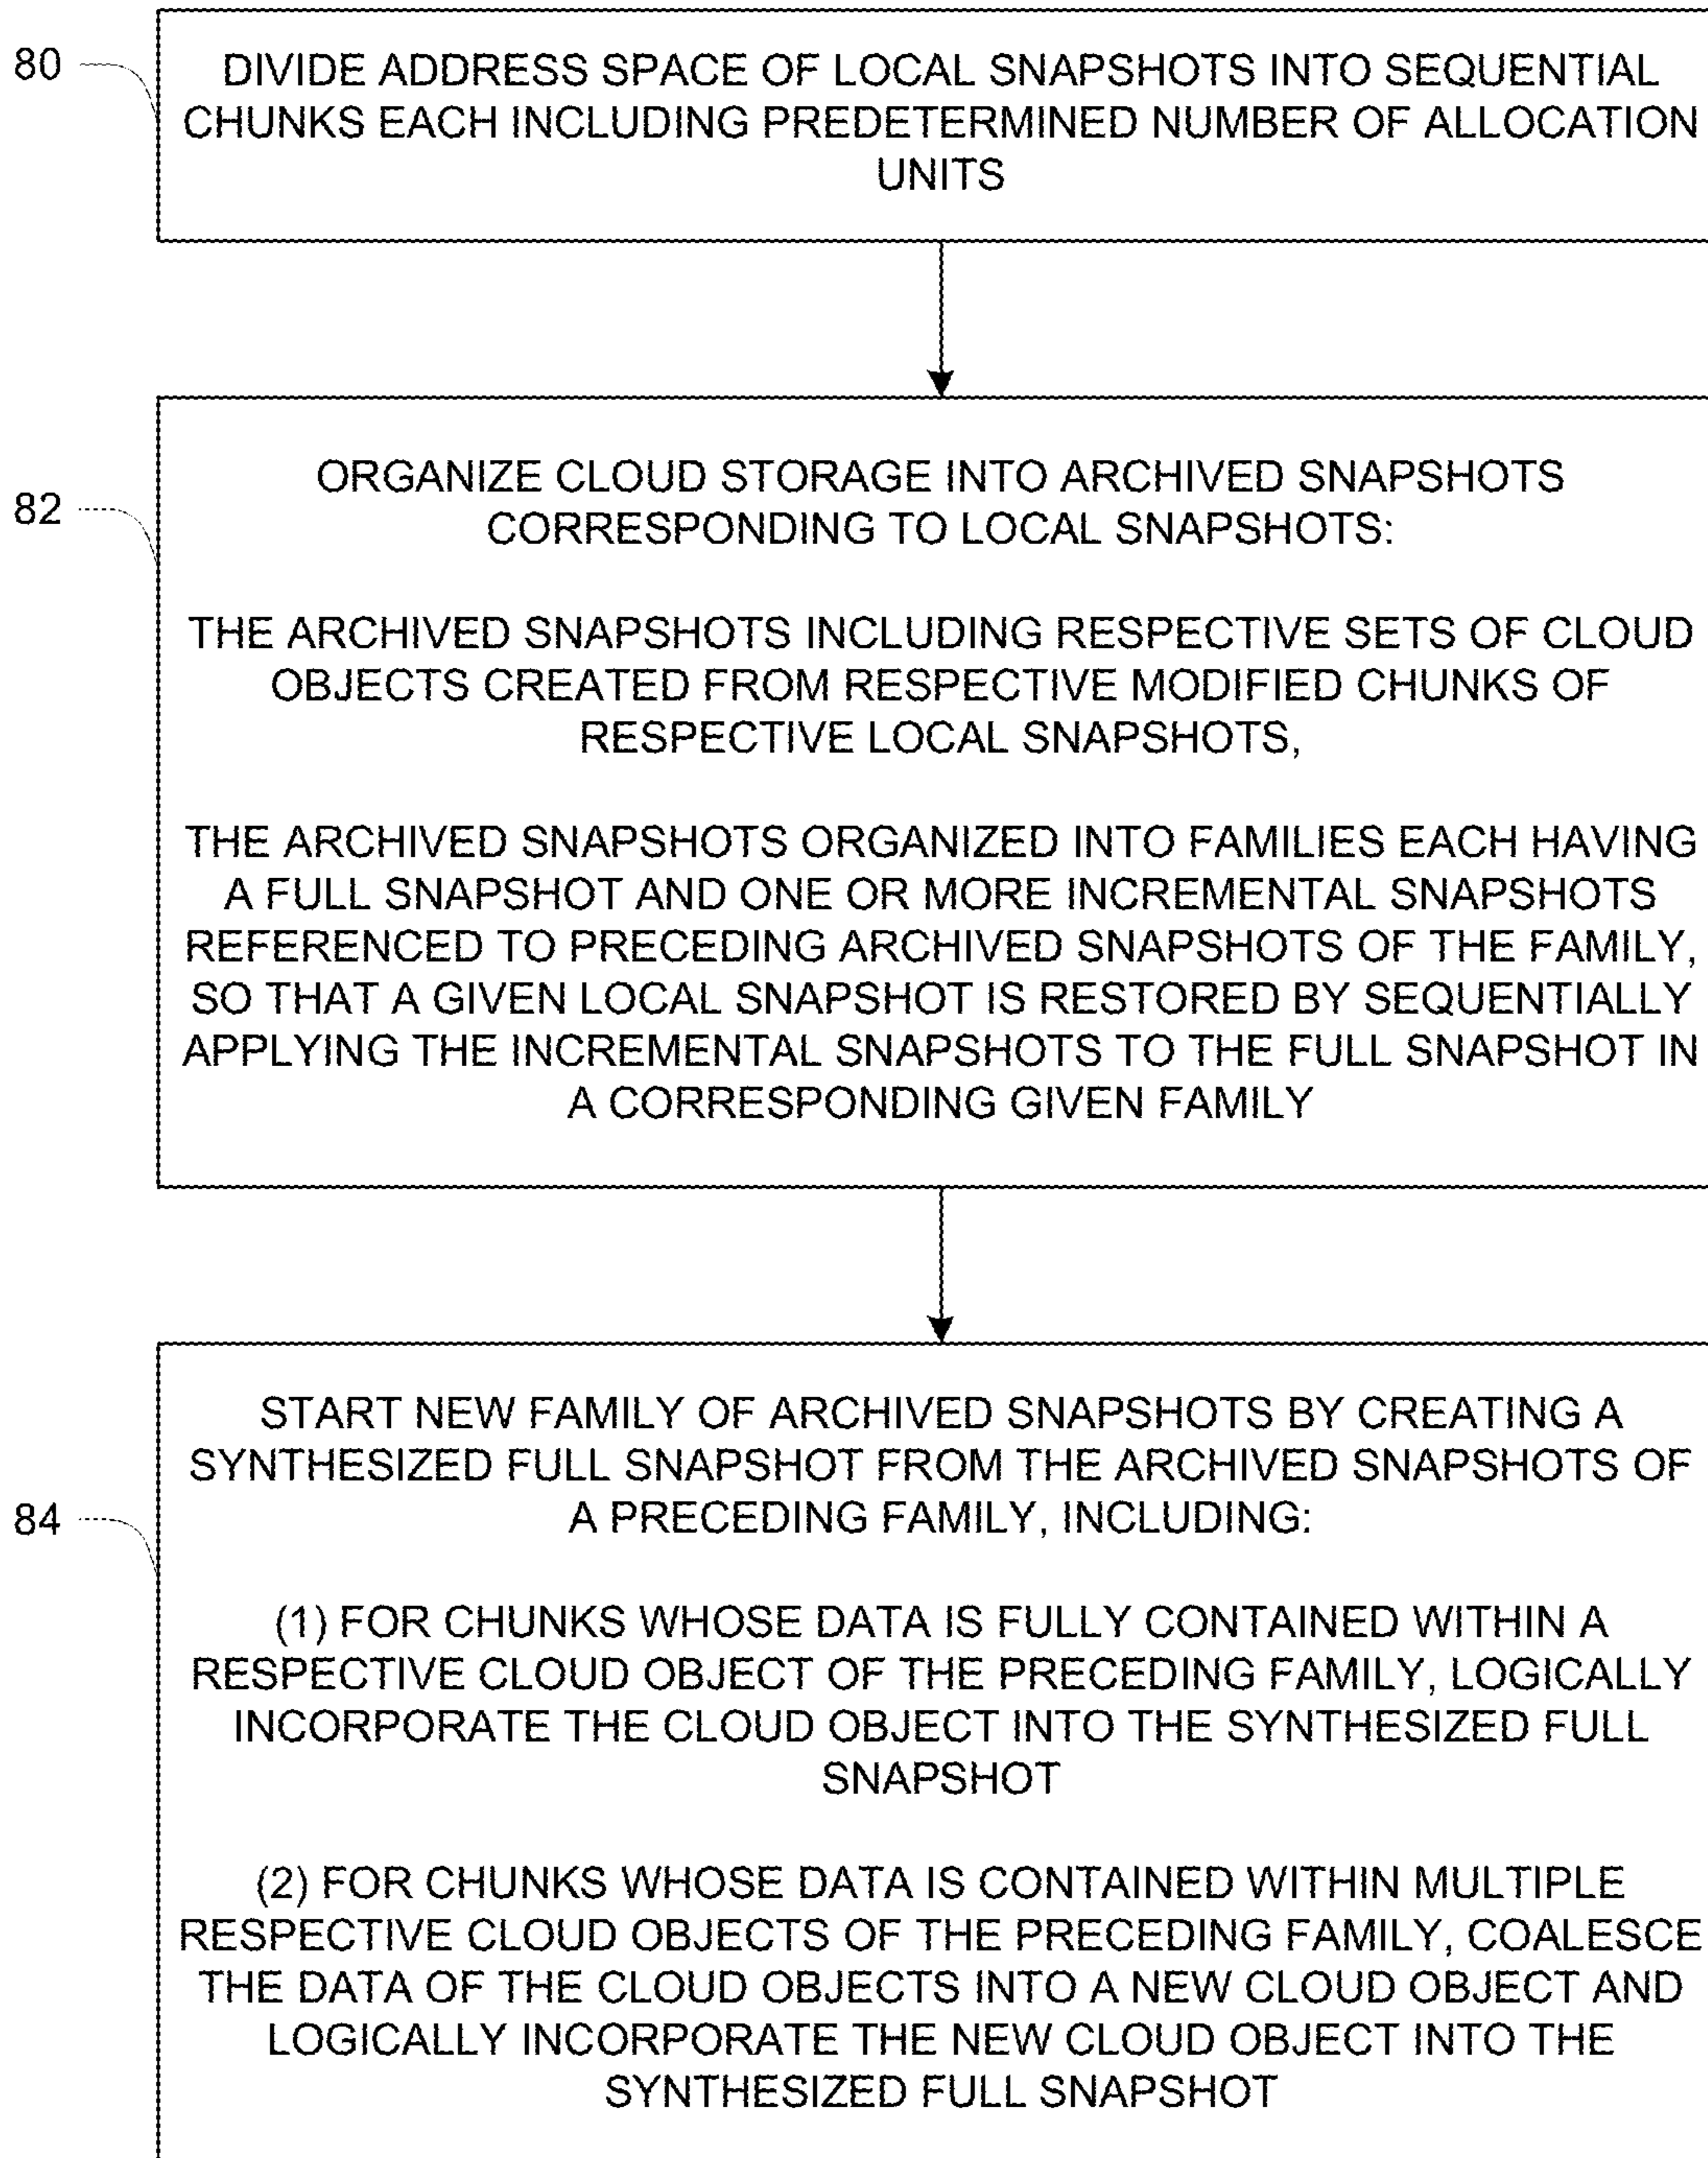 80
DIVIDE ADDRESS SPACE OF LOCAL SNAPSHOTS INTO SEQUENTIAL
CHUNKS EACH INCLUDING PREDETERMINED NUMBER OF ALLOCATION
UNITS
82
ORGANIZE CLOUD STORAGE INTO ARCHIVED SNAPSHOTS
CORRESPONDING TO LOCAL SNAPSHOTS:
THE ARCHIVED SNAPSHOTS INCLUDING RESPECTIVE SETS OF CLOUD
OBJECTS CREATED FROM RESPECTIVE MODIFIED CHUNKS OF
RESPECTIVE LOCAL SNAPSHOTS,
THE ARCHIVED SNAPSHOTS ORGANIZED INTO FAMILIES EACH HAVING
A FULL SNAPSHOT AND ONE OR MORE INCREMENTAL SNAPSHOTS
REFERENCED TO PRECEDING ARCHIVED SNAPSHOTS OF THE FAMILY,
SO THAT A GIVEN LOCAL SNAPSHOT IS RESTORED BY SEQUENTIALLY
APPLYING THE INCREMENTAL SNAPSHOTS TO THE FULL SNAPSHOT IN
A CORRESPONDING GIVEN FAMILY
84
START NEW FAMILY OF ARCHIVED SNAPSHOTS BY CREATING A
SYNTHESIZED FULL SNAPSHOT FROM THE ARCHIVED SNAPSHOTS OF
A PRECEDING FAMILY, INCLUDING:
(1) FOR CHUNKS WHOSE DATA IS FULLY CONTAINED WITHIN A
RESPECTIVE CLOUD OBJECT OF THE PRECEDING FAMILY, LOGICALLY
INCORPORATE THE CLOUD OBJECT INTO THE SYNTHESIZED FULL
SNAPSHOT
(2) FOR CHUNKS WHOSE DATA IS CONTAINED WITHIN MULTIPLE
RESPECTIVE CLOUD OBJECTS OF THE PRECEDING FAMILY, COALESCE
THE DATA OF THE CLOUD OBJECTS INTO A NEW CLOUD OBJECT AND
LOGICALLY INCORPORATE THE NEW CLOUD OBJECT INTO THE
SYNTHESIZED FULL SNAPSHOT